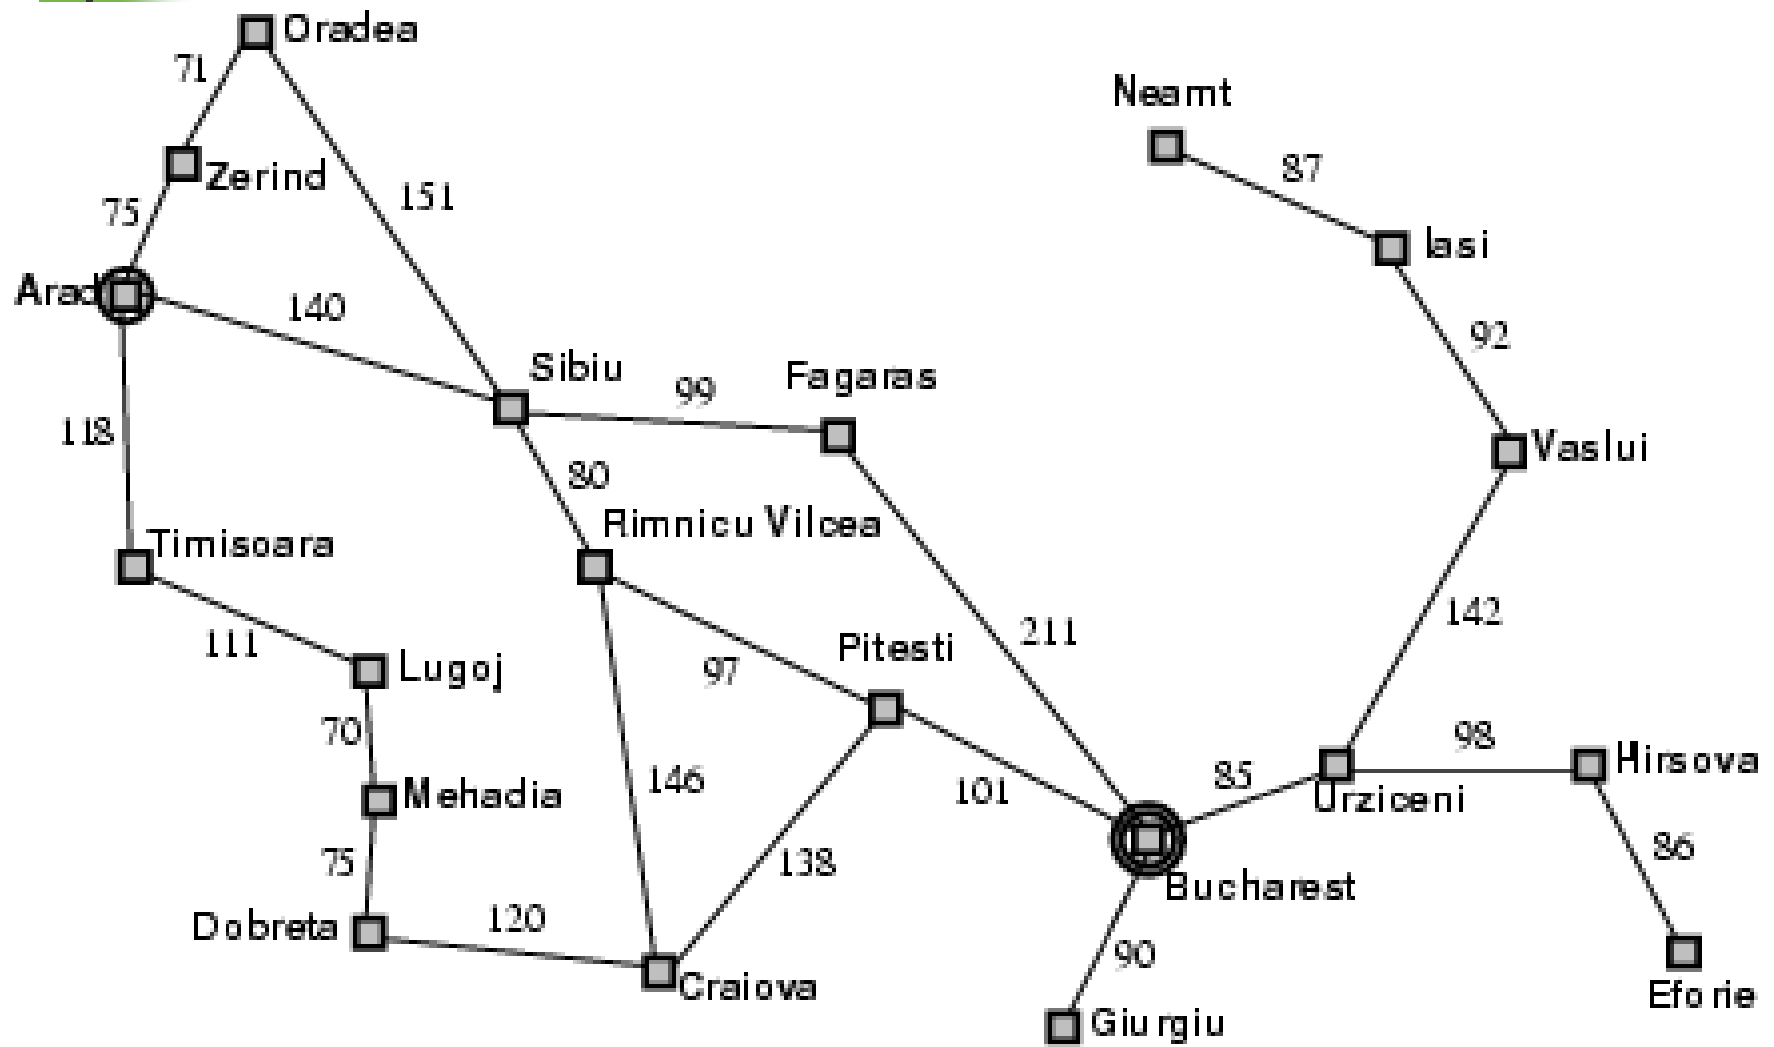 Oradea
71
Neamt
87
Zerind
151
75
Iasi
Arad
140
92
Sibiu
99
Fagaras
118
Vaslui
80
Rimnicu Vilcea
Timisoara
142
211
111
Pitesti
97
Lugoj
70
98
Hirsova
146
85
101
Mehadia
Urziceni
75
138
86
Bucharest
120
Dobreta
90
Craiova
Eforie
Giurgiu